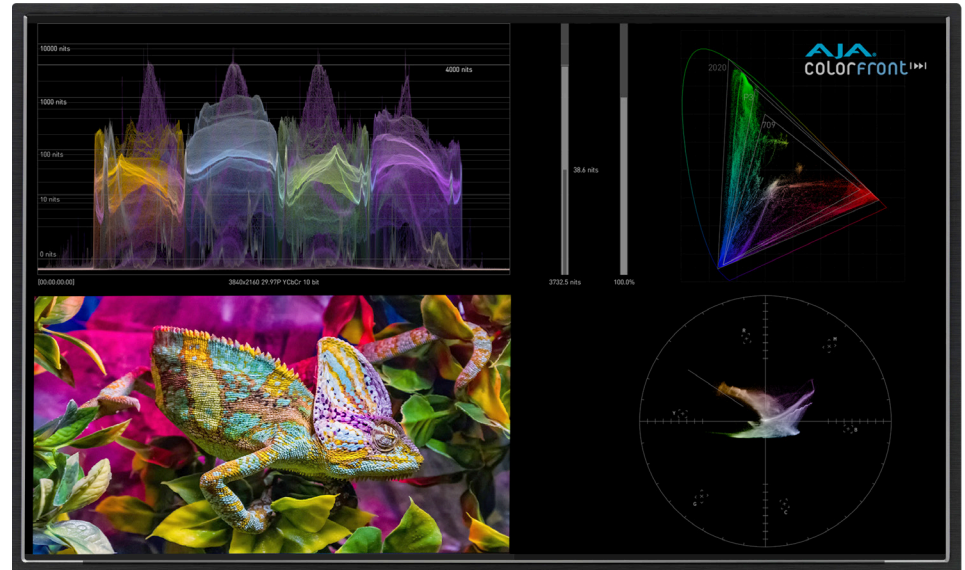 10000 nits
4000 nits
1000 nits
100 nits
10 nits
0 nits
[00:00:00:00]
3840x2160 29.97P YCbCr 10 bit
38.6 nits
3732.5 nits
100.0%
AJA
COLORFRONT
2020
P3
709
R
M
Y
B
G
C